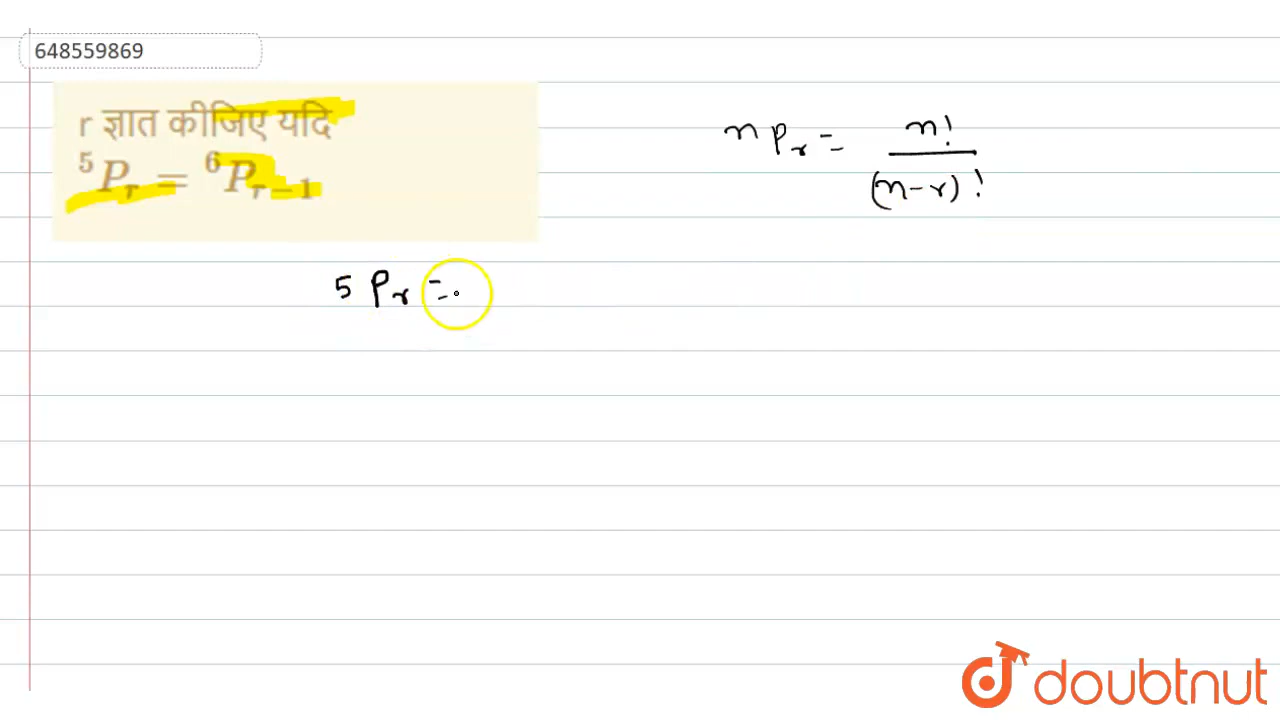 648559869
r ज्ञात कीजिए यदि
⁵Pᵣ = ⁶Pᵣ₋₁
n Pᵣ = n! / (n-r)!
5 Pᵣ =
doubtnut